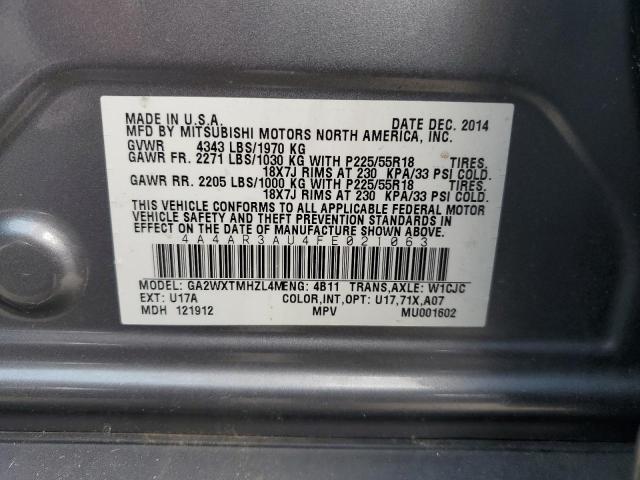 MADE IN U.S.A. DATE DEC. 2014
MFD BY MITSUBISHI MOTORS NORTH AMERICA, INC.
GVWR 4343 LBS/1970 KG
GAWR FR. 2271 LBS/1030 KG WITH P225/55R18 TIRES.
18X7J RIMS AT 230 KPA/33 PSI COLD.
GAWR RR. 2205 LBS/1000 KG WITH P225/55R18 TIRES.
18X7J RIMS AT 230 KPA/33 PSI COLD.
THIS VEHICLE CONFORMS TO ALL APPLICABLE FEDERAL MOTOR
VEHICLE SAFETY AND THEFT PREVENTION STANDARDS IN
EFFECT ON THE DATE OF MANUFACTURE SHOWN ABOVE.
4A4AR3AU4FE021063
MODEL: GA2WXTMHZL4M ENG: 4B11 TRANS,AXLE: W1CJC
EXT: U17A COLOR,INT,OPT: U17,71X,A07
MDH 121912 MPV MU001602